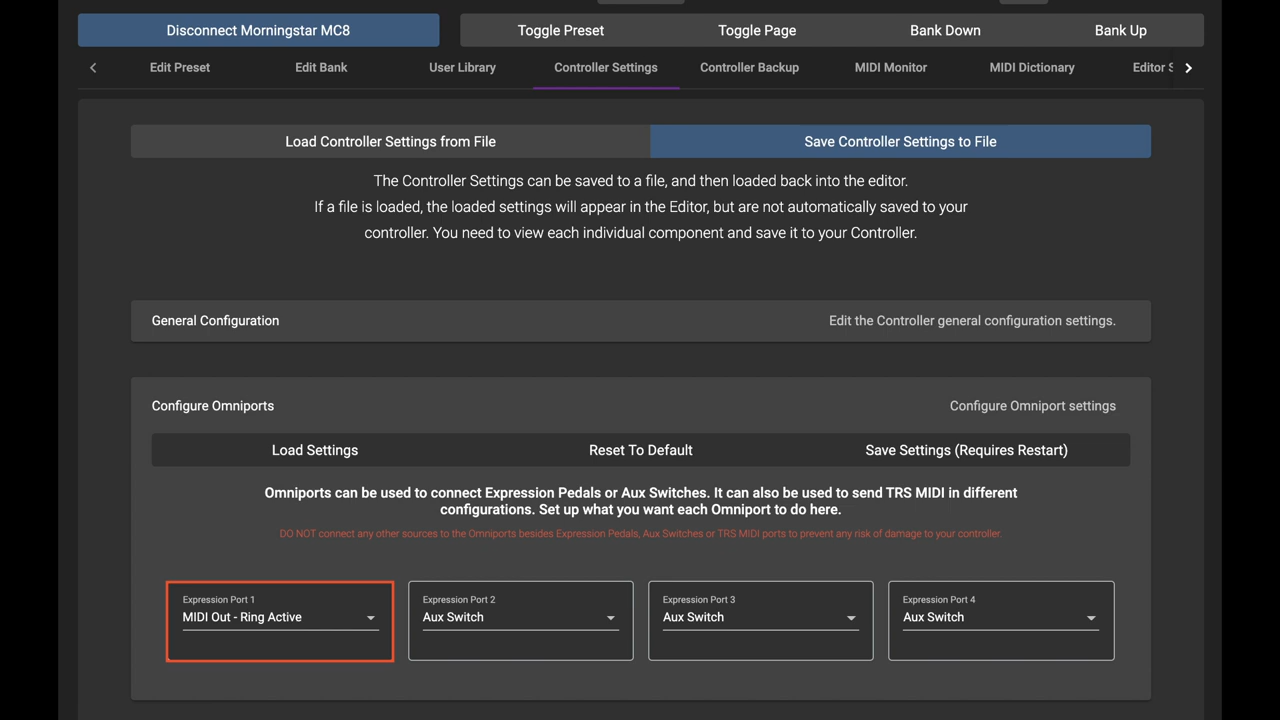 Disconnect Morningstar MC8
Toggle Preset
Toggle Page
Bank Down
Bank Up
Edit Preset
Edit Bank
User Library
Controller Settings
Controller Backup
MIDI Monitor
MIDI Dictionary
Editor S
Load Controller Settings from File
Save Controller Settings to File
The Controller Settings can be saved to a file, and then loaded back into the editor.
If a file is loaded, the loaded settings will appear in the Editor, but are not automatically saved to your
controller. You need to view each individual component and save it to your Controller.
General Configuration
Edit the Controller general configuration settings.
Configure Omniports
Configure Omniport settings
Load Settings
Reset To Default
Save Settings (Requires Restart)
Omniports can be used to connect Expression Pedals or Aux Switches. It can also be used to send TRS MIDI in different
configurations. Set up what you want each Omniport to do here.
DO NOT connect any other sources to the Omniports besides Expression Pedals, Aux Switches or TRS MIDI ports to prevent any risk of damage to your controller.
Expression Port 1
MIDI Out - Ring Active
Expression Port 2
Aux Switch
Expression Port 3
Aux Switch
Expression Port 4
Aux Switch